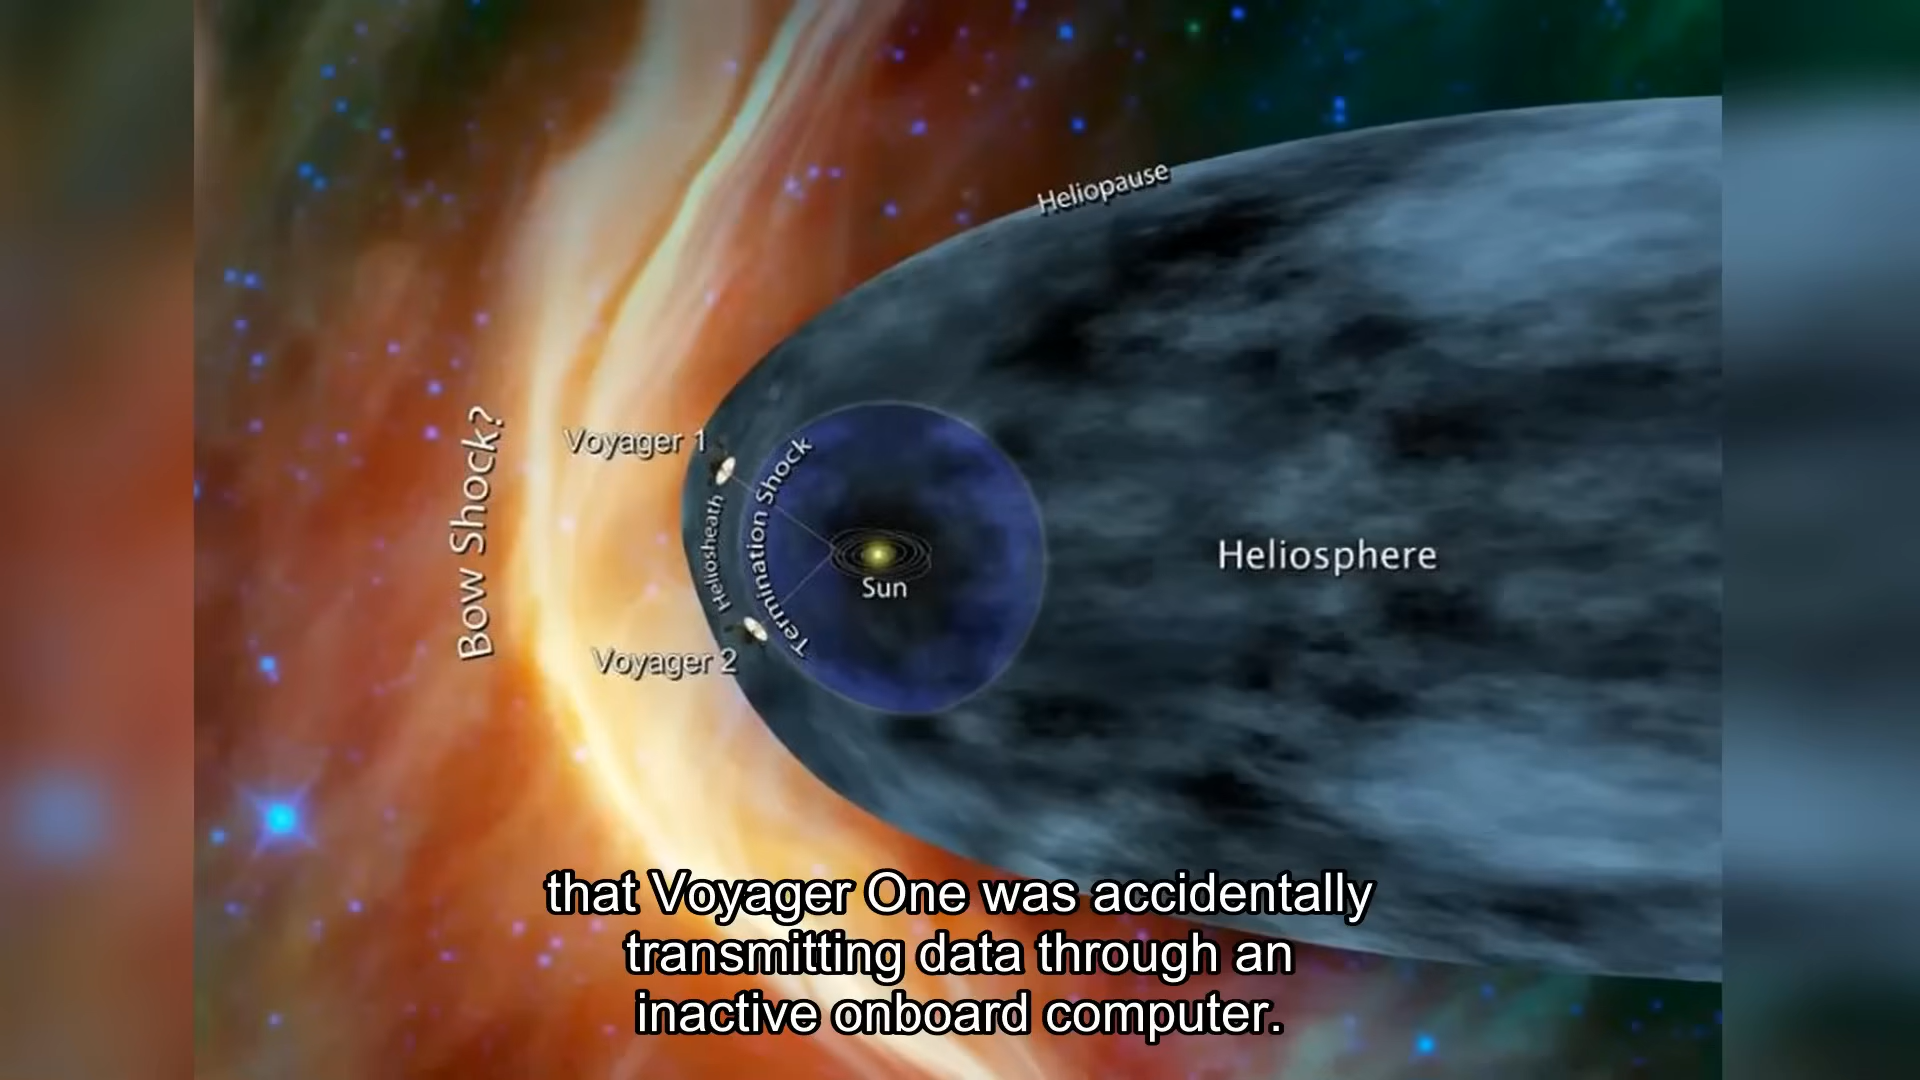 Heliopause
Bow Shock?
Voyager 1
Heliosheath
Termination Shock
Sun
Heliosphere
Voyager 2
that Voyager One was accidentally
transmitting data through an
inactive onboard computer.